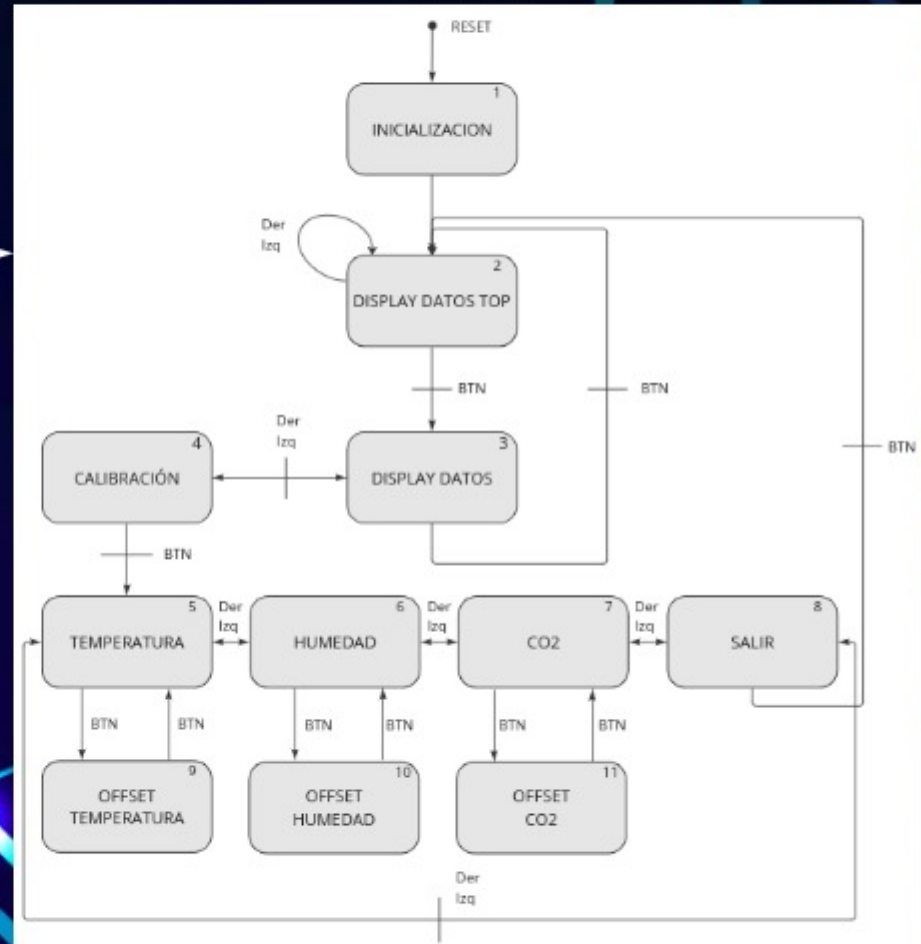 RESET
1
INICIALIZACION
Der
Izq
2
DISPLAY DATOS TOP
BTN
BTN
Der
Izq
4
CALIBRACIÓN
3
DISPLAY DATOS
BTN
BTN
5
TEMPERATURA
Der
Izq
6
HUMEDAD
Der
Izq
7
CO2
Der
Izq
8
SALIR
BTN
BTN
BTN
BTN
BTN
BTN
9
OFFSET
TEMPERATURA
10
OFFSET
HUMEDAD
11
OFFSET
CO2
Der
Izq